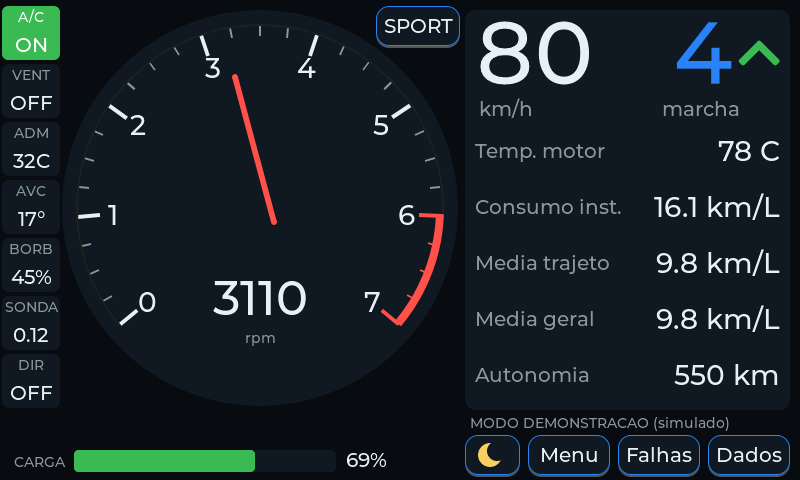 A/C
ON
VENT
OFF
ADM
32C
AVC
17°
BORB
45%
SONDA
0.12
DIR
OFF
SPORT
0
1
2
3
4
5
6
7
3110
rpm
CARGA
69%
80
km/h
4
marcha
Temp. motor 78 C
Consumo inst. 16.1 km/L
Media trajeto 9.8 km/L
Media geral 9.8 km/L
Autonomia 550 km
MODO DEMONSTRACAO (simulado)
Menu
Falhas
Dados